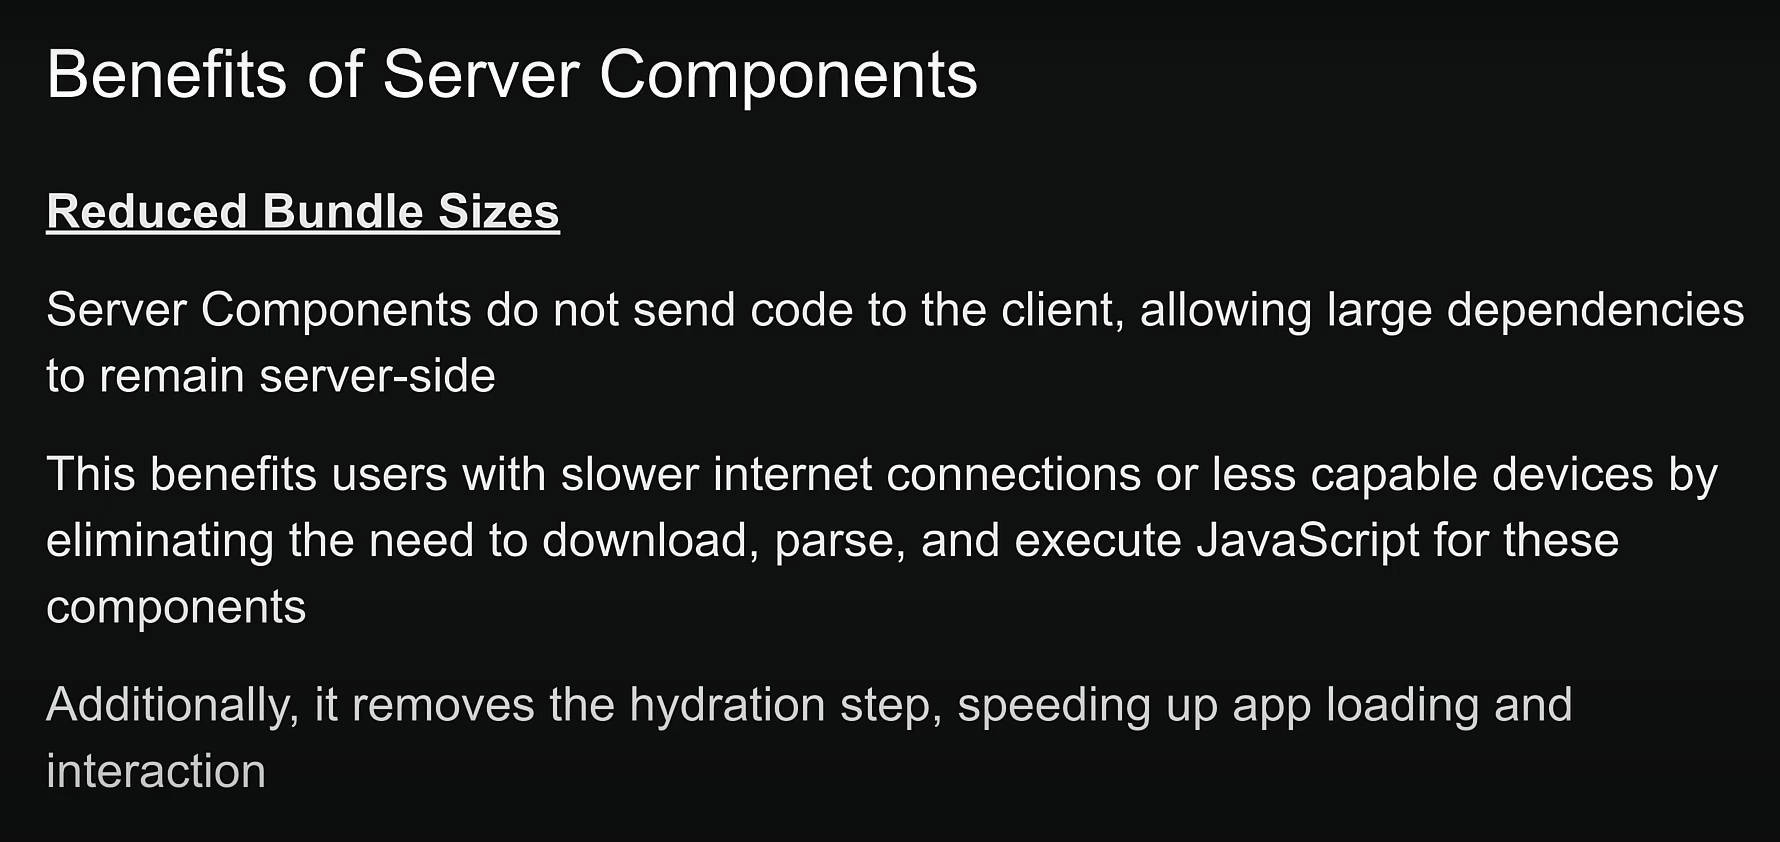 Benefits of Server Components
Reduced Bundle Sizes
Server Components do not send code to the client, allowing large dependencies
to remain server-side
This benefits users with slower internet connections or less capable devices by
eliminating the need to download, parse, and execute JavaScript for these
components
Additionally, it removes the hydration step, speeding up app loading and
interaction